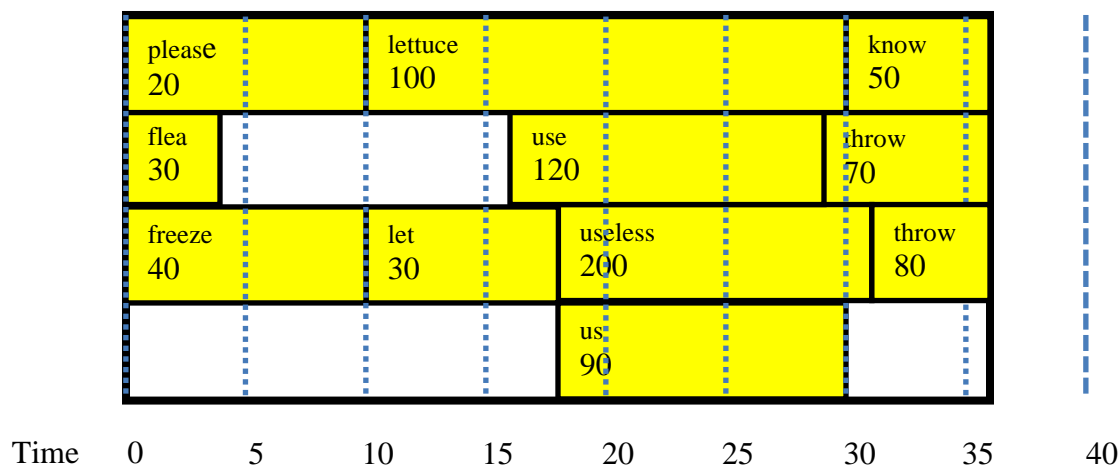 please lettuce know
20 100 50
flea use throw
30 120 70
freeze let useless throw
40 30 200 80
us
90
Time 0 5 10 15 20 25 30 35 40